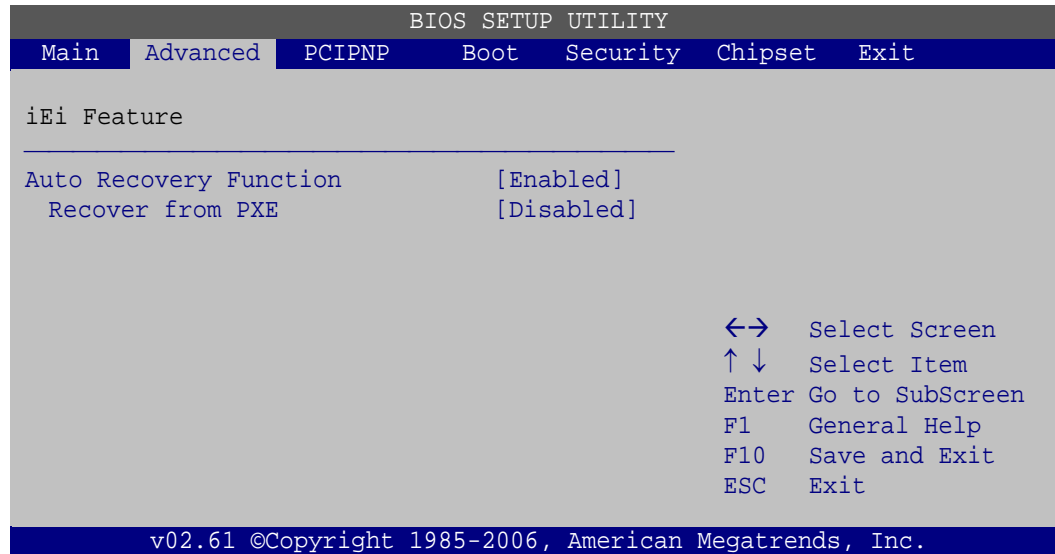 BIOS SETUP UTILITY
Main Advanced PCIPNP Boot Security Chipset Exit
iEi Feature
Auto Recovery Function [Enabled]
Recover from PXE [Disabled]
←→ Select Screen
↑ ↓ Select Item
Enter Go to SubScreen
F1 General Help
F10 Save and Exit
ESC Exit
v02.61 ©Copyright 1985-2006, American Megatrends, Inc.